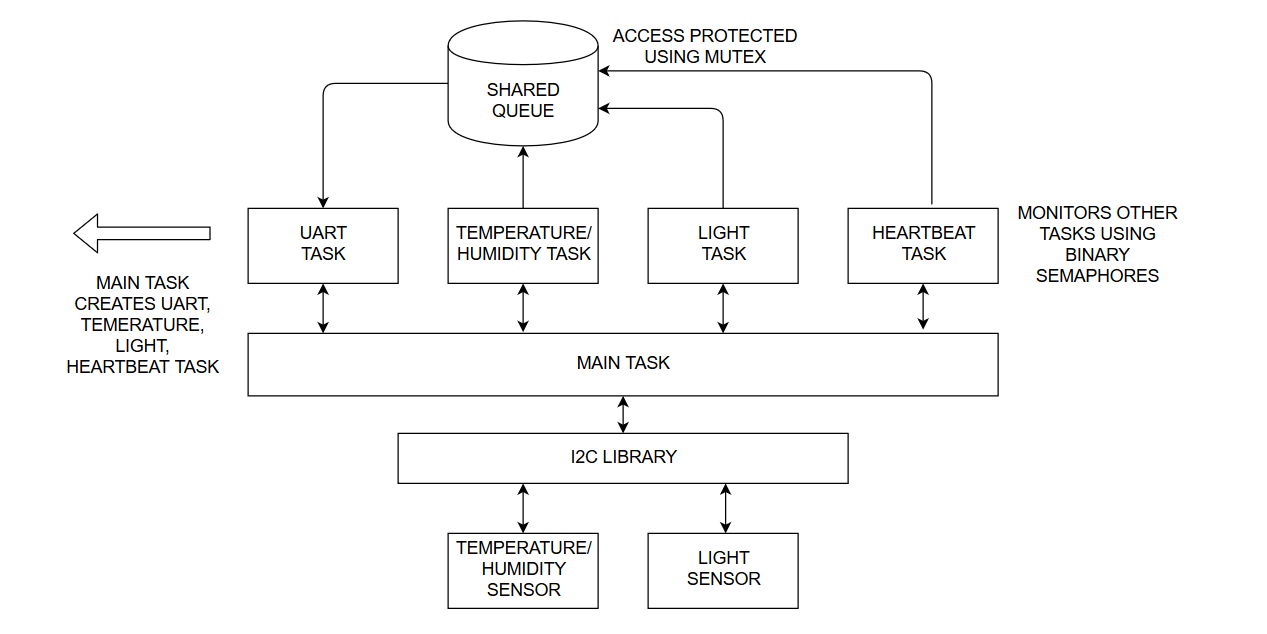 ACCESS PROTECTED
USING MUTEX
SHARED
QUEUE
UART
TASK
TEMPERATURE/
HUMIDITY TASK
LIGHT
TASK
HEARTBEAT
TASK
MONITORS OTHER
TASKS USING
BINARY
SEMAPHORES
MAIN TASK
CREATES UART,
TEMERATURE,
LIGHT,
HEARTBEAT TASK
MAIN TASK
I2C LIBRARY
TEMPERATURE/
HUMIDITY
SENSOR
LIGHT
SENSOR